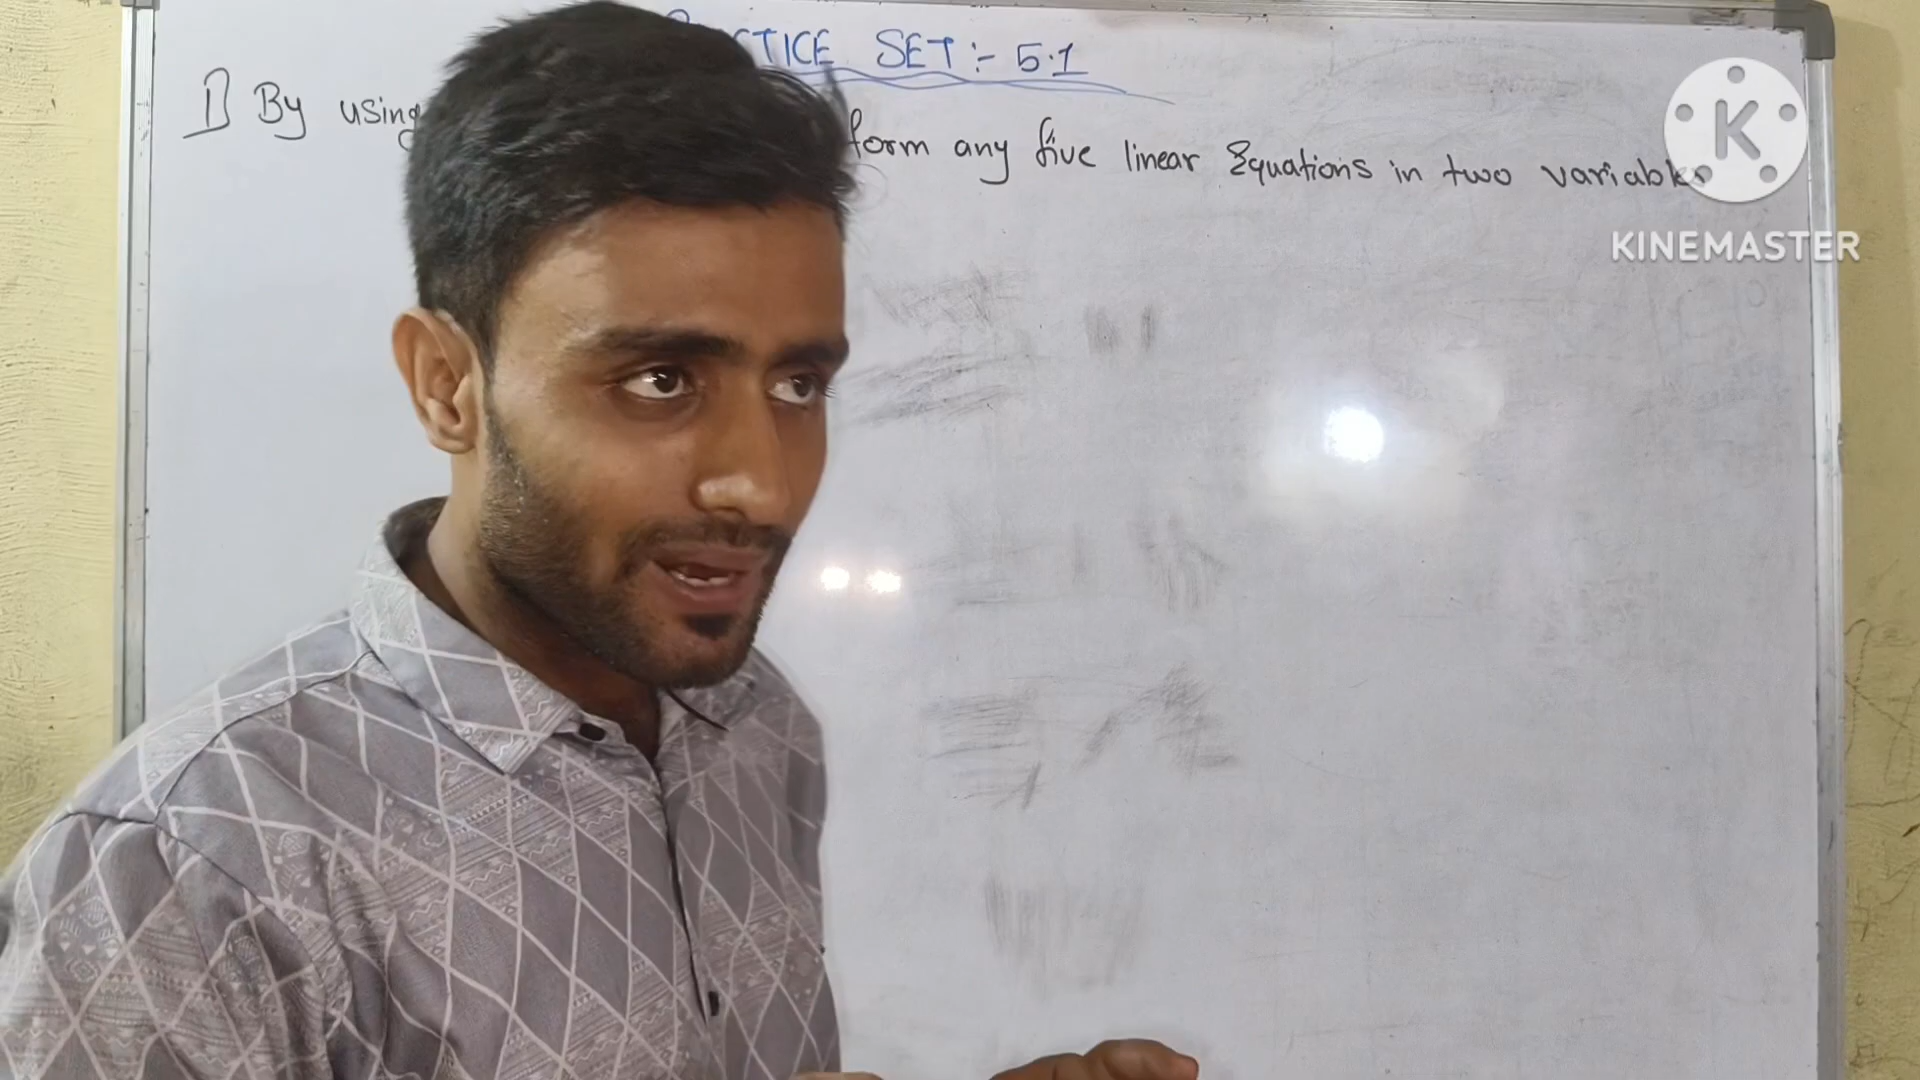 CTICE SET:- 5.1
1] By using form any five linear Equations in two variables
K
KINEMASTER